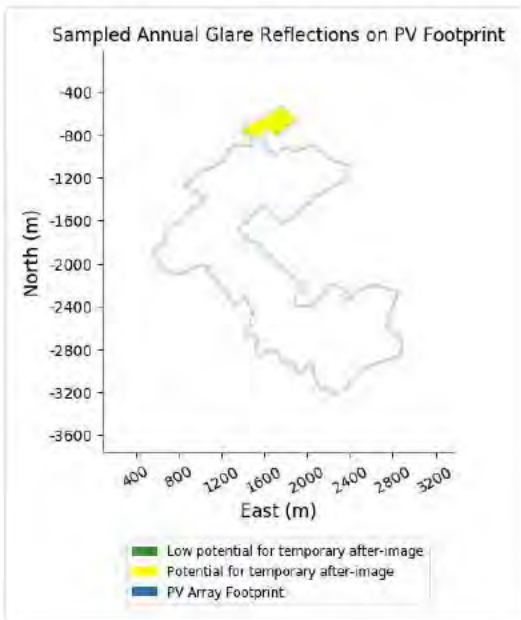 Sampled Annual Glare Reflections on PV Footprint
-400
-800
-1200
-1600
-2000
-2400
-2800
-3200
-3600
North (m)
400
800
1200
1600
2000
2400
2800
3200
East (m)
Low potential for temporary after-image
Potential for temporary after-image
PV Array Footprint